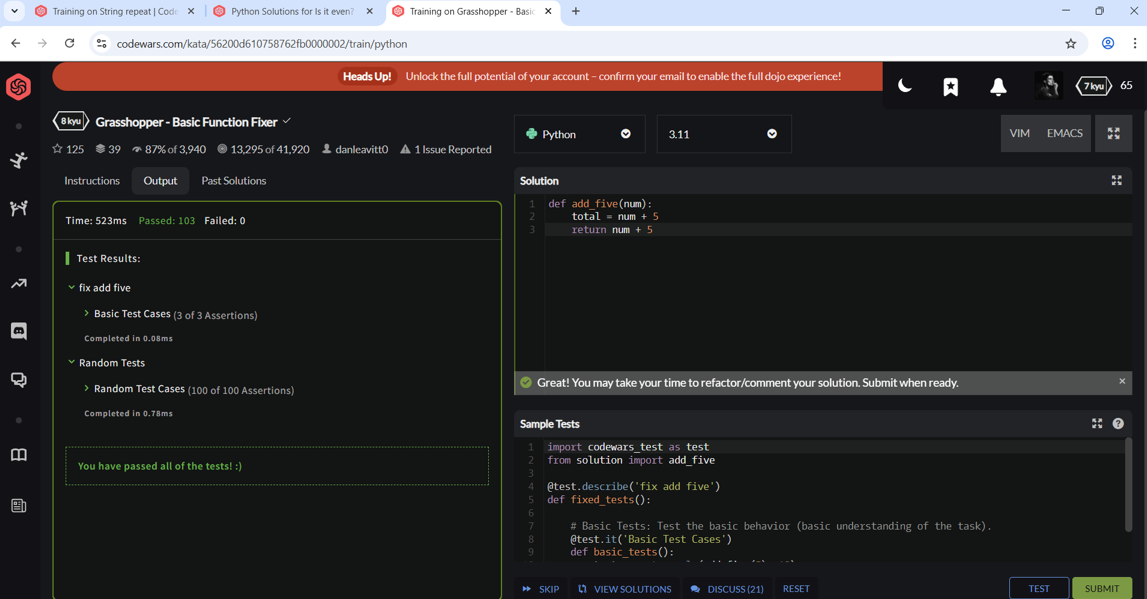 Training on String repeat | Code
Python Solutions for Is it even?
Training on Grasshopper - Basic
codewars.com/kata/56200d610758762fb0000002/train/python
Heads Up! Unlock the full potential of your account – confirm your email to enable the full dojo experience!
7 kyu 65
8 kyu Grasshopper - Basic Function Fixer
125 39 87% of 3,940 13,295 of 41,920 danleavitt0 1 Issue Reported
Instructions Output Past Solutions
Time: 523ms Passed: 103 Failed: 0
Test Results:
fix add five
Basic Test Cases (3 of 3 Assertions)
Completed in 0.08ms
Random Tests
Random Test Cases (100 of 100 Assertions)
Completed in 0.78ms
You have passed all of the tests! :)
Python 3.11 VIM EMACS
Solution
1 def add_five(num):
2 total = num + 5
3 return num + 5
Great! You may take your time to refactor/comment your solution. Submit when ready.
Sample Tests
1 import codewars_test as test
2 from solution import add_five
3
4 @test.describe('fix add five')
5 def fixed_tests():
6
7 # Basic Tests: Test the basic behavior (basic understanding of the task).
8 @test.it('Basic Test Cases')
9 def basic_tests():
SKIP VIEW SOLUTIONS DISCUSS (21) RESET TEST SUBMIT